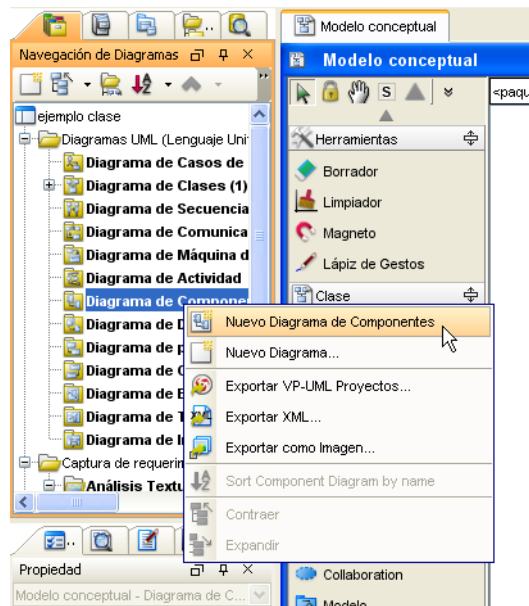 Modelo conceptual
Navegación de Diagramas
Modelo conceptual
S
<paqu
ejemplo clase
Diagramas UML (Lenguaje Uni
Diagrama de Casos de
Diagrama de Clases (1)
Diagrama de Secuencia
Diagrama de Comunica
Diagrama de Máquina d
Diagrama de Actividad
Diagrama de Componen
Diagrama de D
Diagrama de p
Diagrama de
Diagrama de E
Diagrama de T
Diagrama de I
Captura de requerin
Análisis Textu
Herramientas
Borrador
Limpiador
Magneto
Lápiz de Gestos
Clase
Nuevo Diagrama de Componentes
Nuevo Diagrama...
Exportar VP-UML Proyectos...
Exportar XML...
Exportar como Imagen...
Sort Component Diagram by name
Contraer
Expandir
Propiedad
Modelo conceptual - Diagrama de C...
Collaboration
Modelo